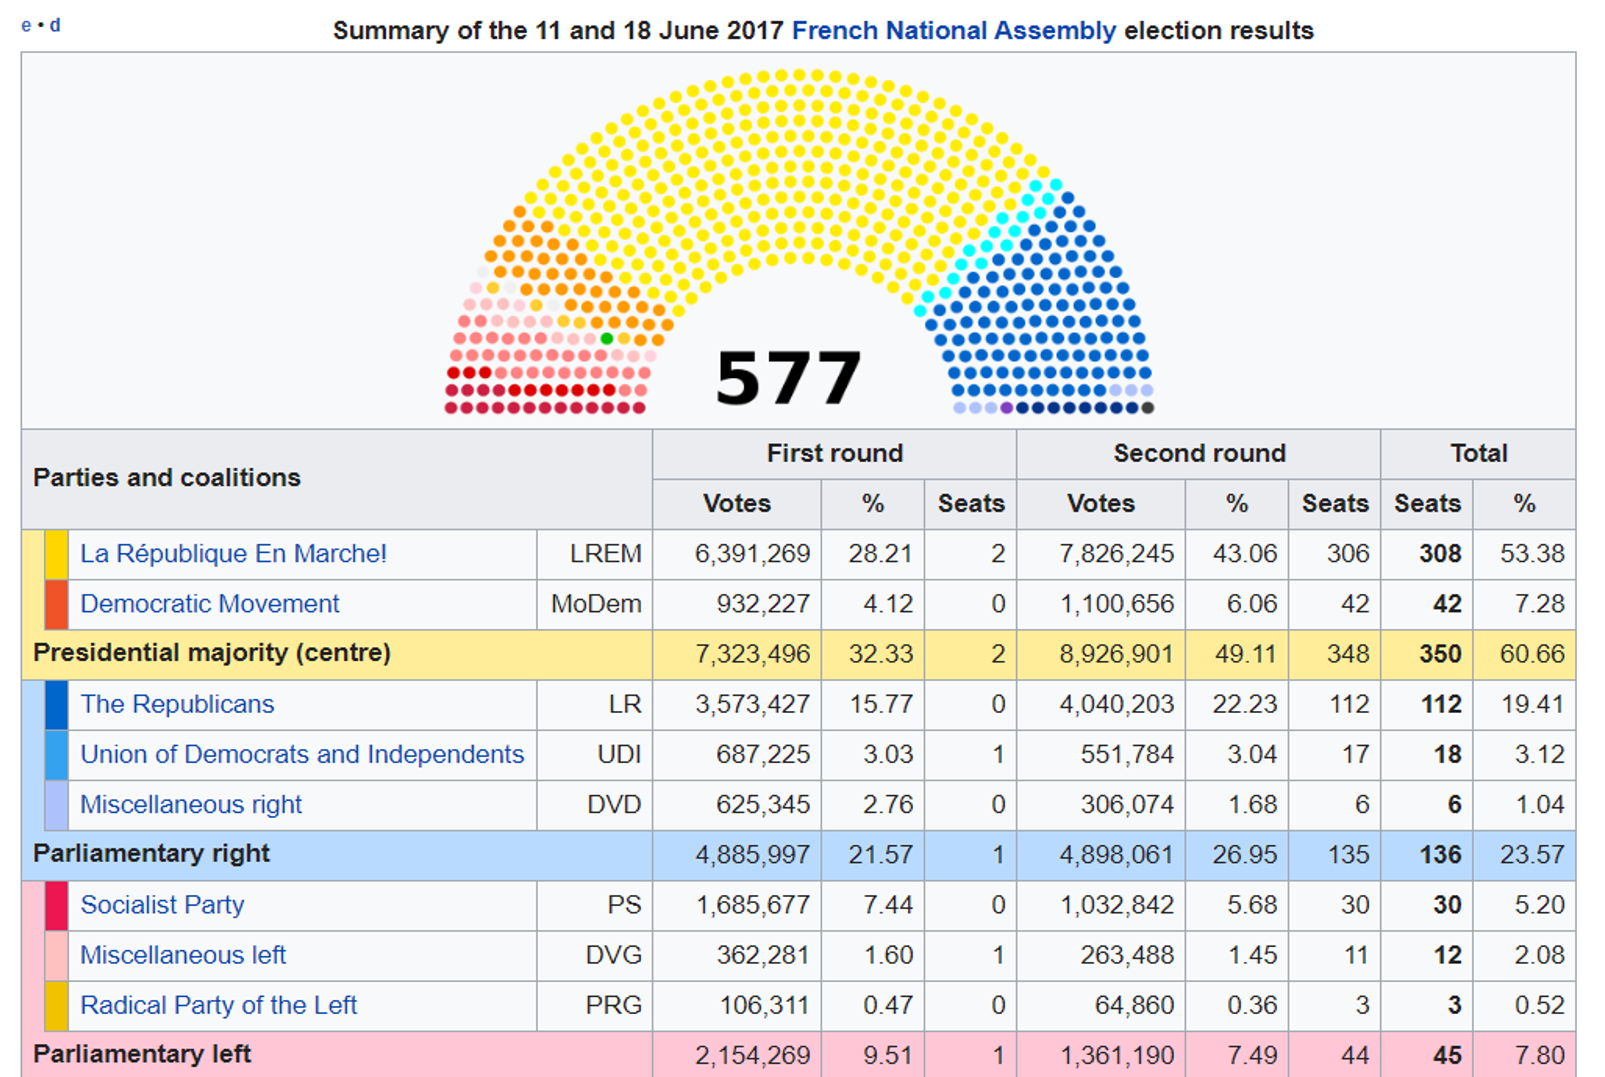 e • d
Summary of the 11 and 18 June 2017 French National Assembly election results
577
Parties and coalitions First round Second round Total
Votes % Seats Votes % Seats Seats %
La République En Marche! LREM 6,391,269 28.21 2 7,826,245 43.06 306 308 53.38
Democratic Movement MoDem 932,227 4.12 0 1,100,656 6.06 42 42 7.28
Presidential majority (centre) 7,323,496 32.33 2 8,926,901 49.11 348 350 60.66
The Republicans LR 3,573,427 15.77 0 4,040,203 22.23 112 112 19.41
Union of Democrats and Independents UDI 687,225 3.03 1 551,784 3.04 17 18 3.12
Miscellaneous right DVD 625,345 2.76 0 306,074 1.68 6 6 1.04
Parliamentary right 4,885,997 21.57 1 4,898,061 26.95 135 136 23.57
Socialist Party PS 1,685,677 7.44 0 1,032,842 5.68 30 30 5.20
Miscellaneous left DVG 362,281 1.60 1 263,488 1.45 11 12 2.08
Radical Party of the Left PRG 106,311 0.47 0 64,860 0.36 3 3 0.52
Parliamentary left 2,154,269 9.51 1 1,361,190 7.49 44 45 7.80